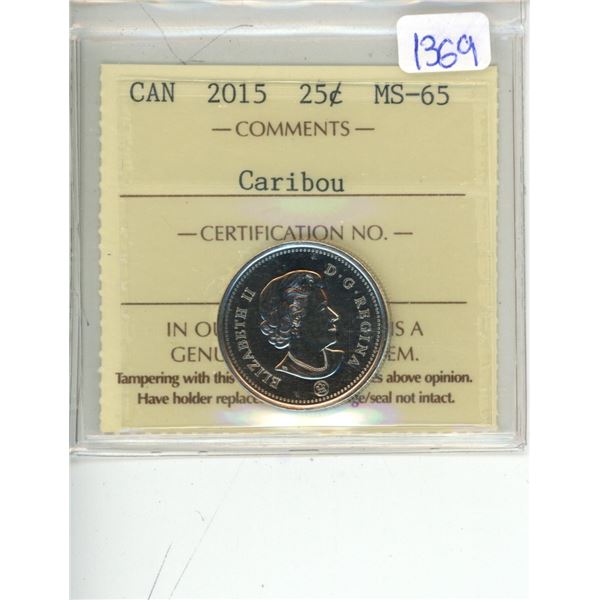 1369
CAN 2015 25¢ MS-65
— COMMENTS —
Caribou
— CERTIFICATION NO. —
ELIZABETH II D·G·REGINA
IN OU IS A
GENU EM.
Tampering with this s above opinion.
Have holder replac ge/seal not intact.